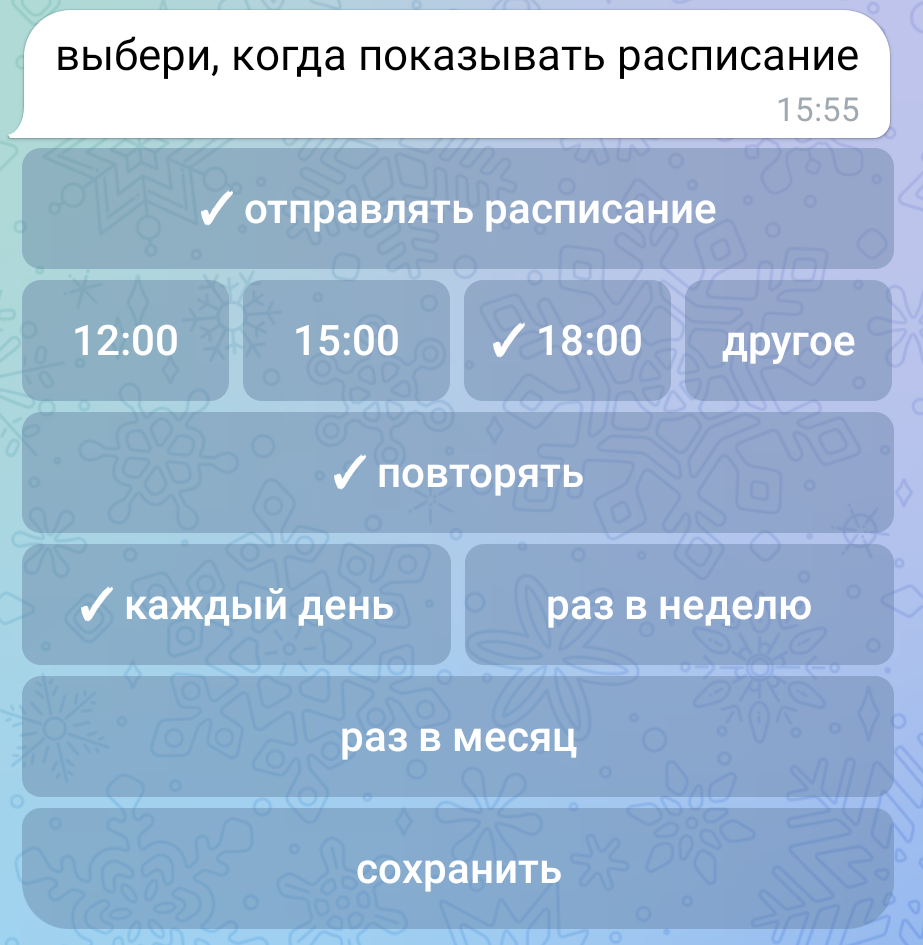 выбери, когда показывать расписание
15:55
✓ отправлять расписание
12:00 15:00 ✓ 18:00 другое
✓ повторять
✓ каждый день раз в неделю
раз в месяц
сохранить